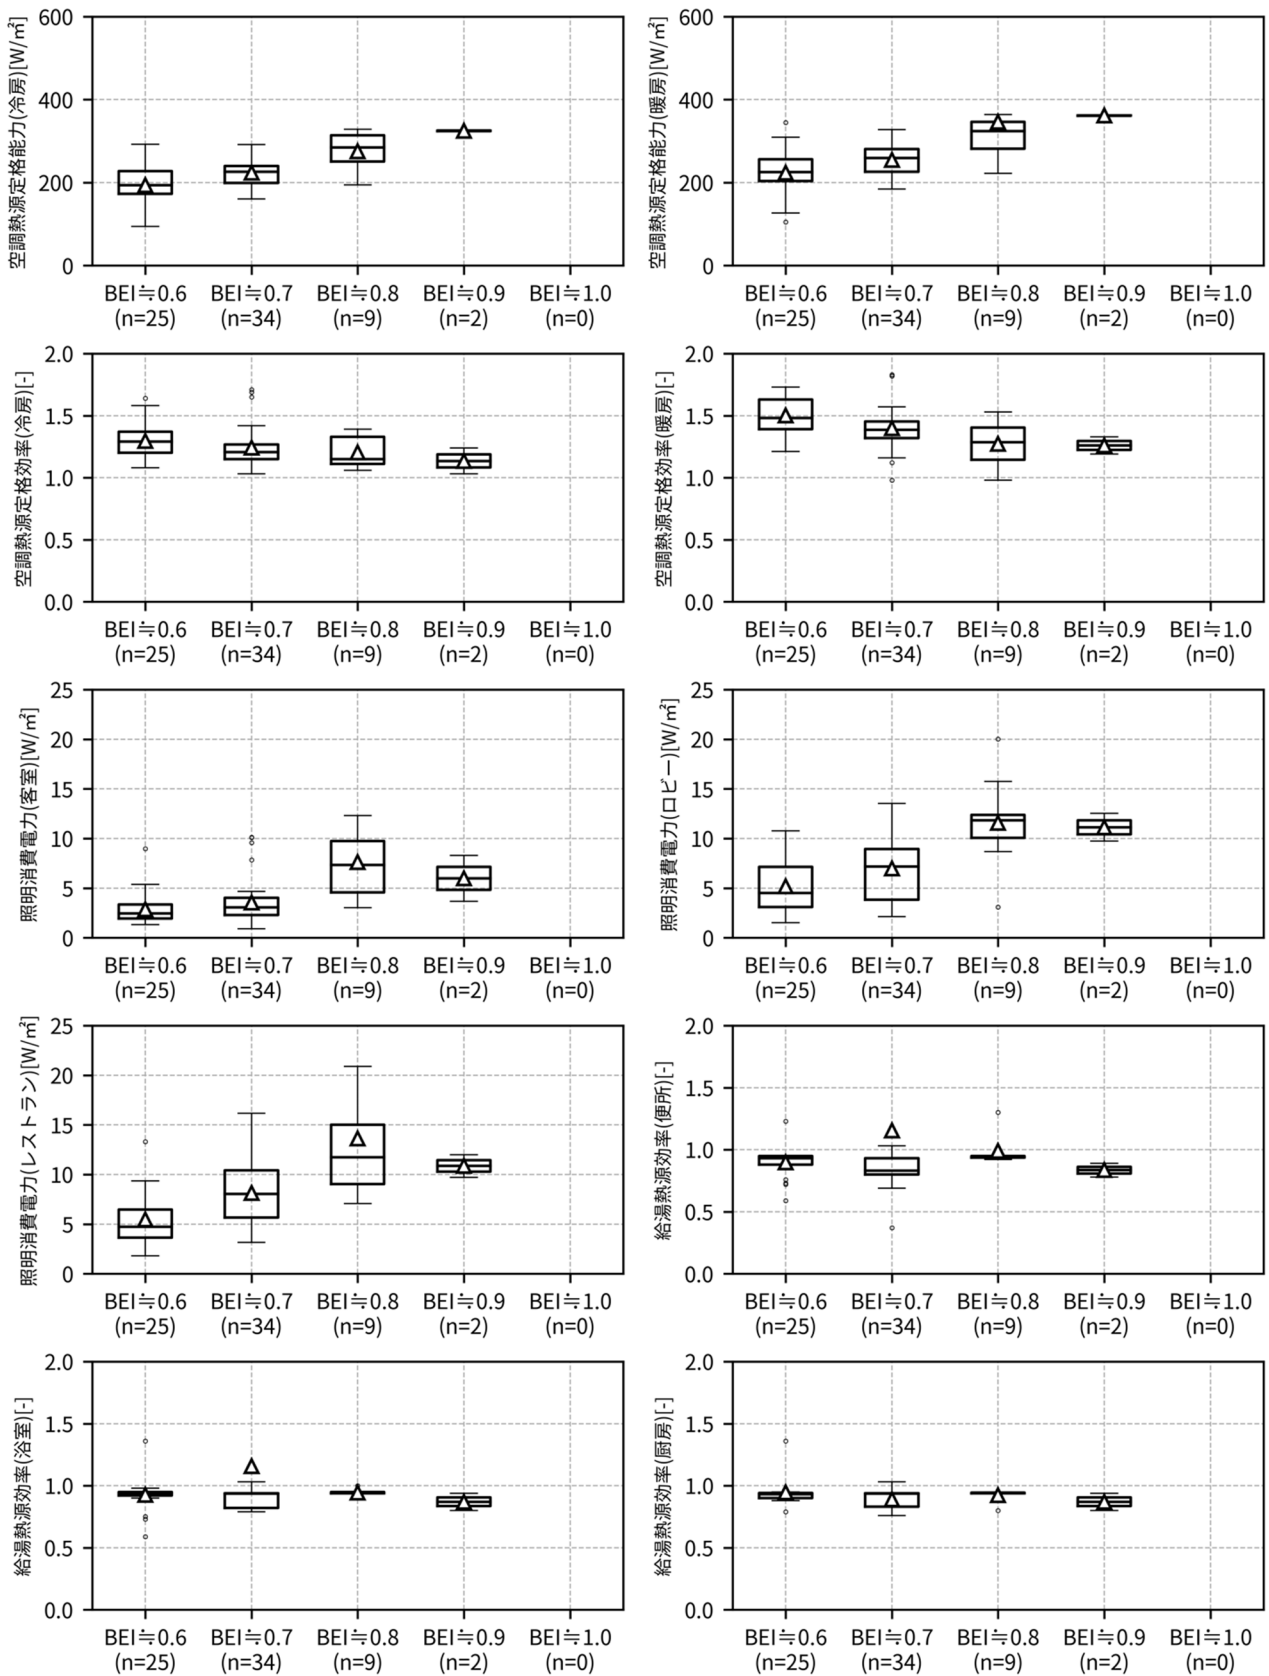 空調熱源定格能力(冷房)[W/㎡]
600
400
200
0
BEI≒0.6 BEI≒0.7 BEI≒0.8 BEI≒0.9 BEI≒1.0
(n=25) (n=34) (n=9) (n=2) (n=0)
空調熱源定格能力(暖房)[W/㎡]
600
400
200
0
BEI≒0.6 BEI≒0.7 BEI≒0.8 BEI≒0.9 BEI≒1.0
(n=25) (n=34) (n=9) (n=2) (n=0)
空調熱源定格効率(冷房)[-]
2.0
1.5
1.0
0.5
0.0
BEI≒0.6 BEI≒0.7 BEI≒0.8 BEI≒0.9 BEI≒1.0
(n=25) (n=34) (n=9) (n=2) (n=0)
空調熱源定格効率(暖房)[-]
2.0
1.5
1.0
0.5
0.0
BEI≒0.6 BEI≒0.7 BEI≒0.8 BEI≒0.9 BEI≒1.0
(n=25) (n=34) (n=9) (n=2) (n=0)
照明消費電力(客室)[W/㎡]
25
20
15
10
5
0
BEI≒0.6 BEI≒0.7 BEI≒0.8 BEI≒0.9 BEI≒1.0
(n=25) (n=34) (n=9) (n=2) (n=0)
照明消費電力(ロビー)[W/㎡]
25
20
15
10
5
0
BEI≒0.6 BEI≒0.7 BEI≒0.8 BEI≒0.9 BEI≒1.0
(n=25) (n=34) (n=9) (n=2) (n=0)
照明消費電力(レストラン)[W/㎡]
25
20
15
10
5
0
BEI≒0.6 BEI≒0.7 BEI≒0.8 BEI≒0.9 BEI≒1.0
(n=25) (n=34) (n=9) (n=2) (n=0)
給湯熱源効率(便所)[-]
2.0
1.5
1.0
0.5
0.0
BEI≒0.6 BEI≒0.7 BEI≒0.8 BEI≒0.9 BEI≒1.0
(n=25) (n=34) (n=9) (n=2) (n=0)
給湯熱源効率(浴室)[-]
2.0
1.5
1.0
0.5
0.0
BEI≒0.6 BEI≒0.7 BEI≒0.8 BEI≒0.9 BEI≒1.0
(n=25) (n=34) (n=9) (n=2) (n=0)
給湯熱源効率(厨房)[-]
2.0
1.5
1.0
0.5
0.0
BEI≒0.6 BEI≒0.7 BEI≒0.8 BEI≒0.9 BEI≒1.0
(n=25) (n=34) (n=9) (n=2) (n=0)